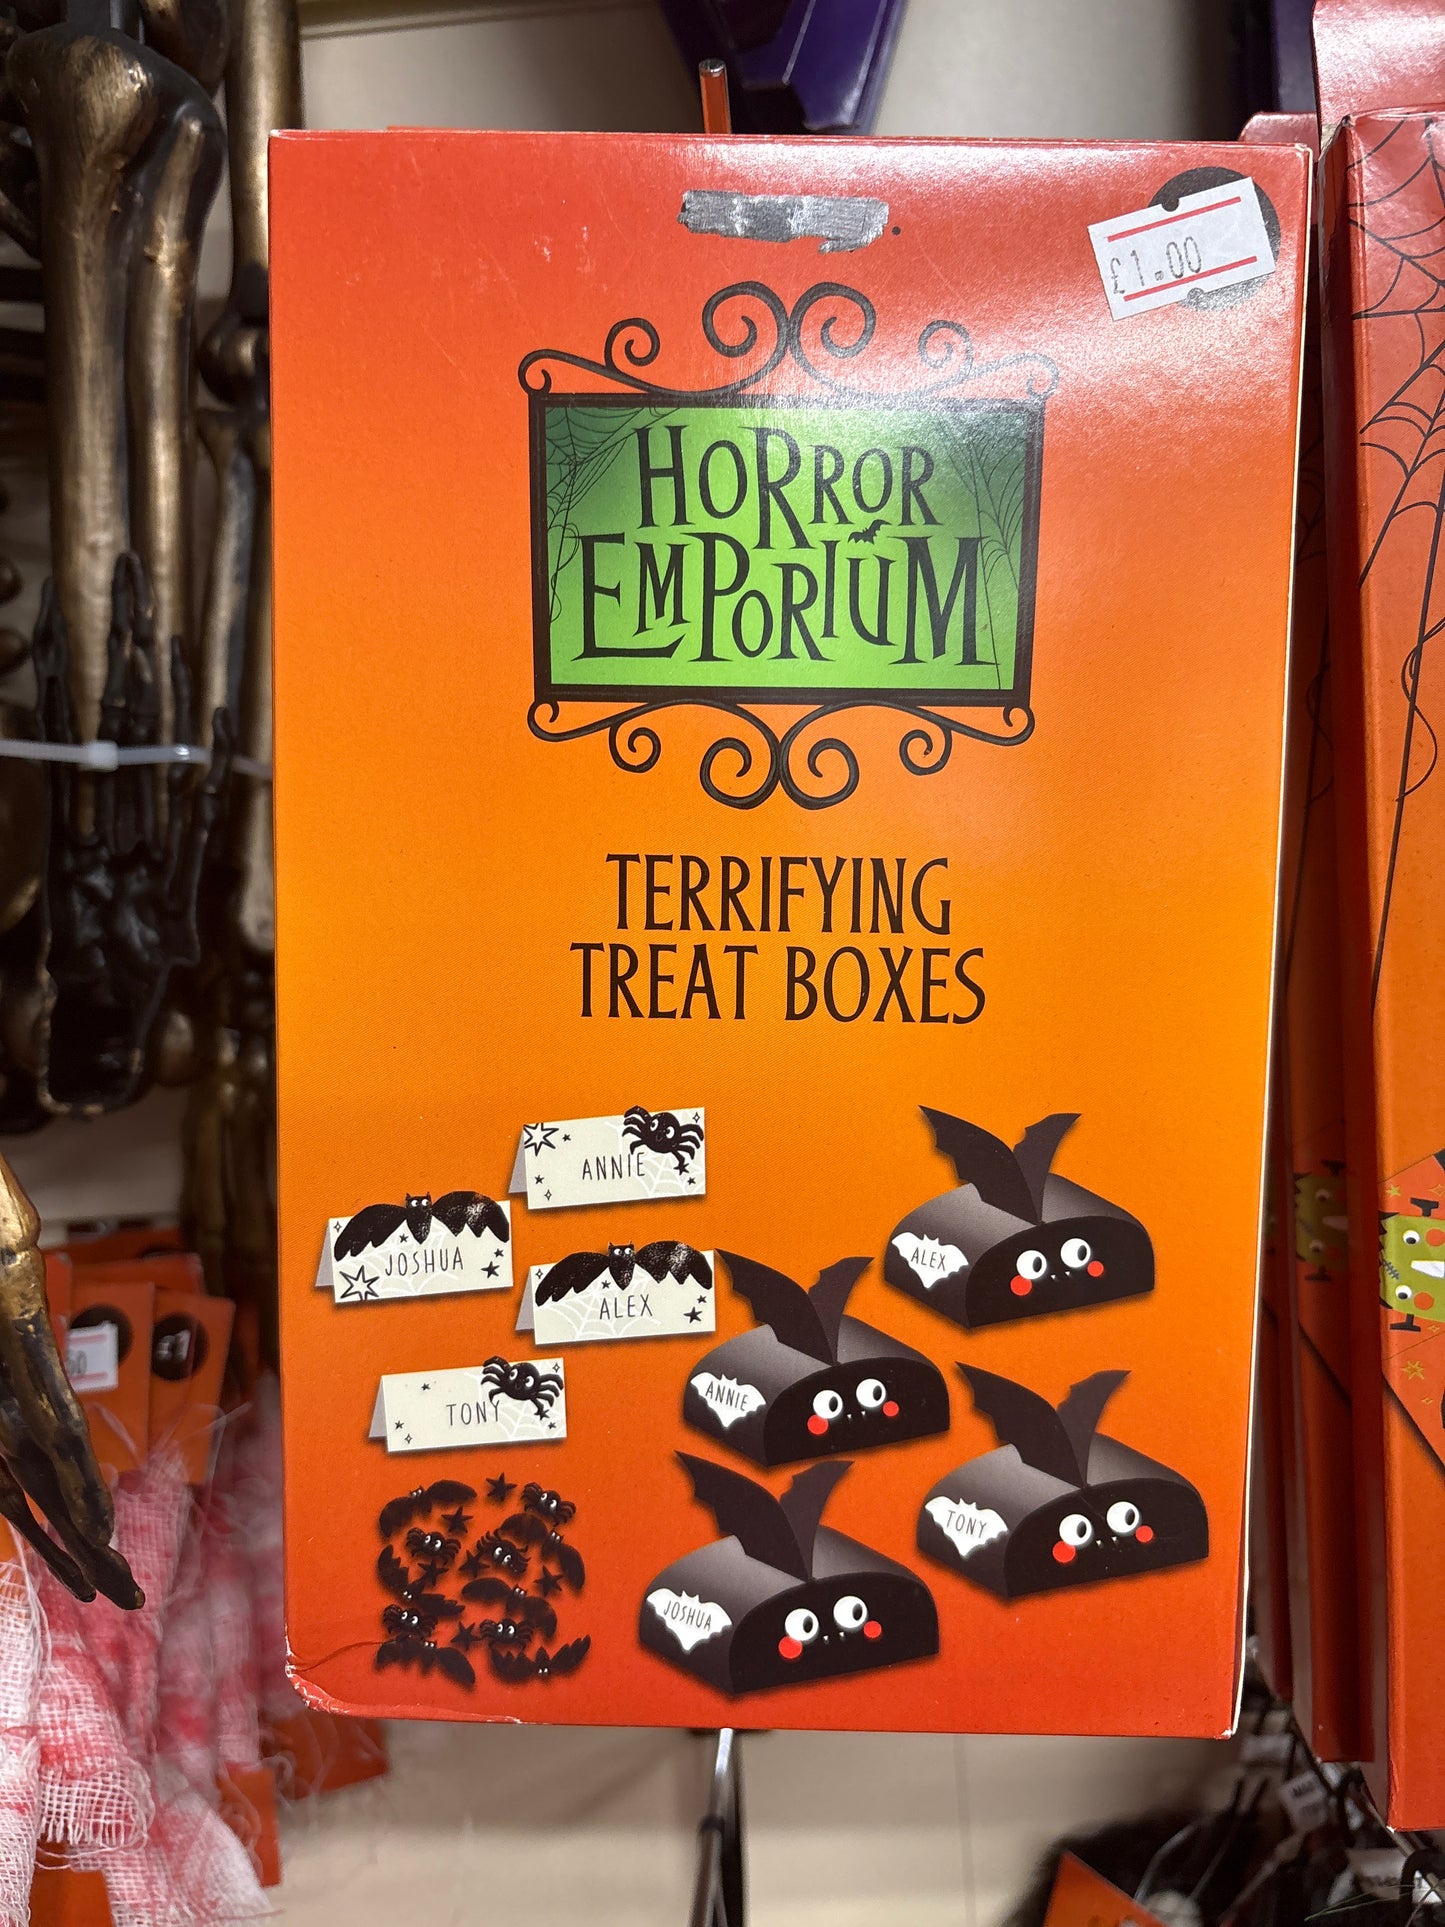 £1.00
HORROR
EMPORIUM
TERRIFYING
TREAT BOXES
ANNIE
JOSHUA
ALEX
TONY
ALEX
ANNIE
TONY
JOSHUA